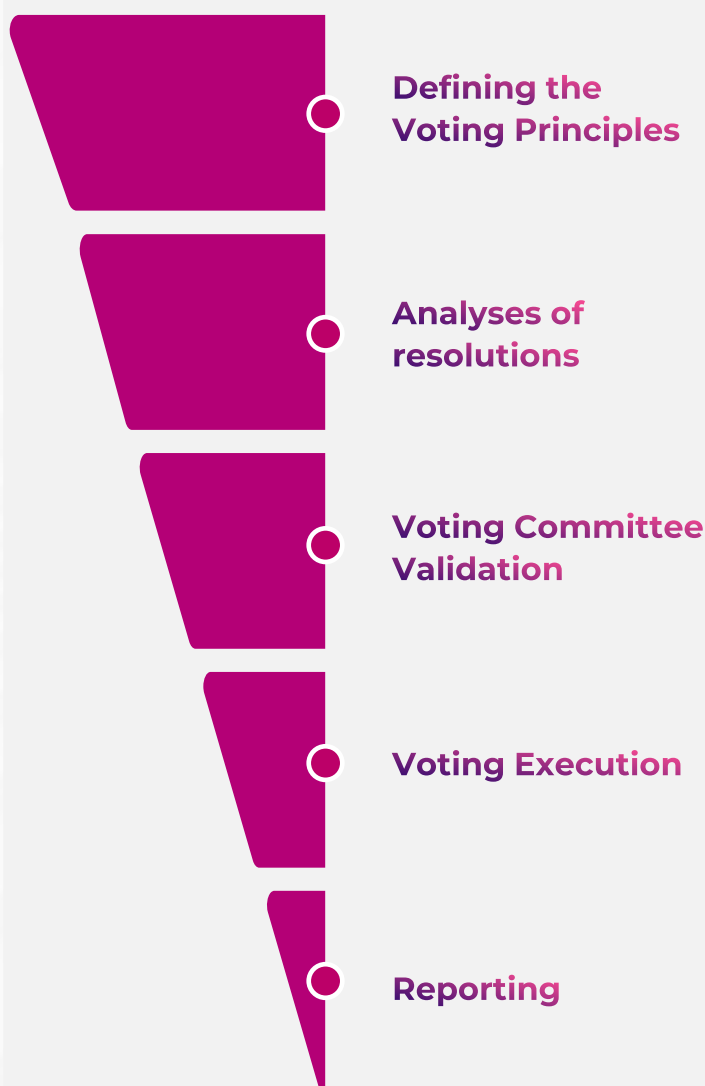 Defining the
Voting Principles
Analyses of
resolutions
Voting Committee
Validation
Voting Execution
Reporting